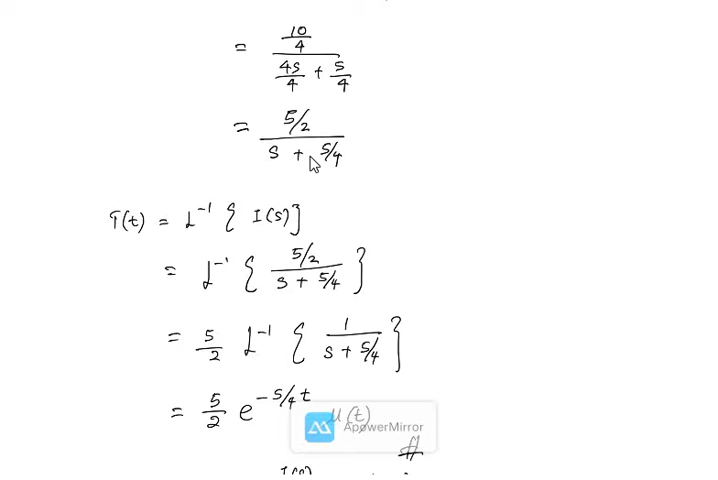 = 10/4 / (4s/4 + 5/4)
= 5/2 / (s + 5/4)
i(t) = L⁻¹ { I(s) }
= L⁻¹ { 5/2 / (s + 5/4) }
= 5/2 L⁻¹ { 1 / (s + 5/4) }
= 5/2 e^(-5/4 t) u(t)
ApowerMirror
#
I(s)